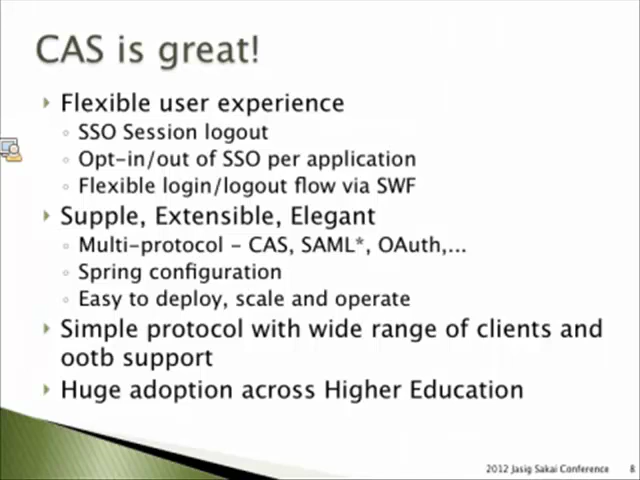 CAS is great!
Flexible user experience
SSO Session logout
Opt-in/out of SSO per application
Flexible login/logout flow via SWF
Supple, Extensible, Elegant
Multi-protocol – CAS, SAML*, OAuth,...
Spring configuration
Easy to deploy, scale and operate
Simple protocol with wide range of clients and
ootb support
Huge adoption across Higher Education
2012 Jasig Sakai Conference 8